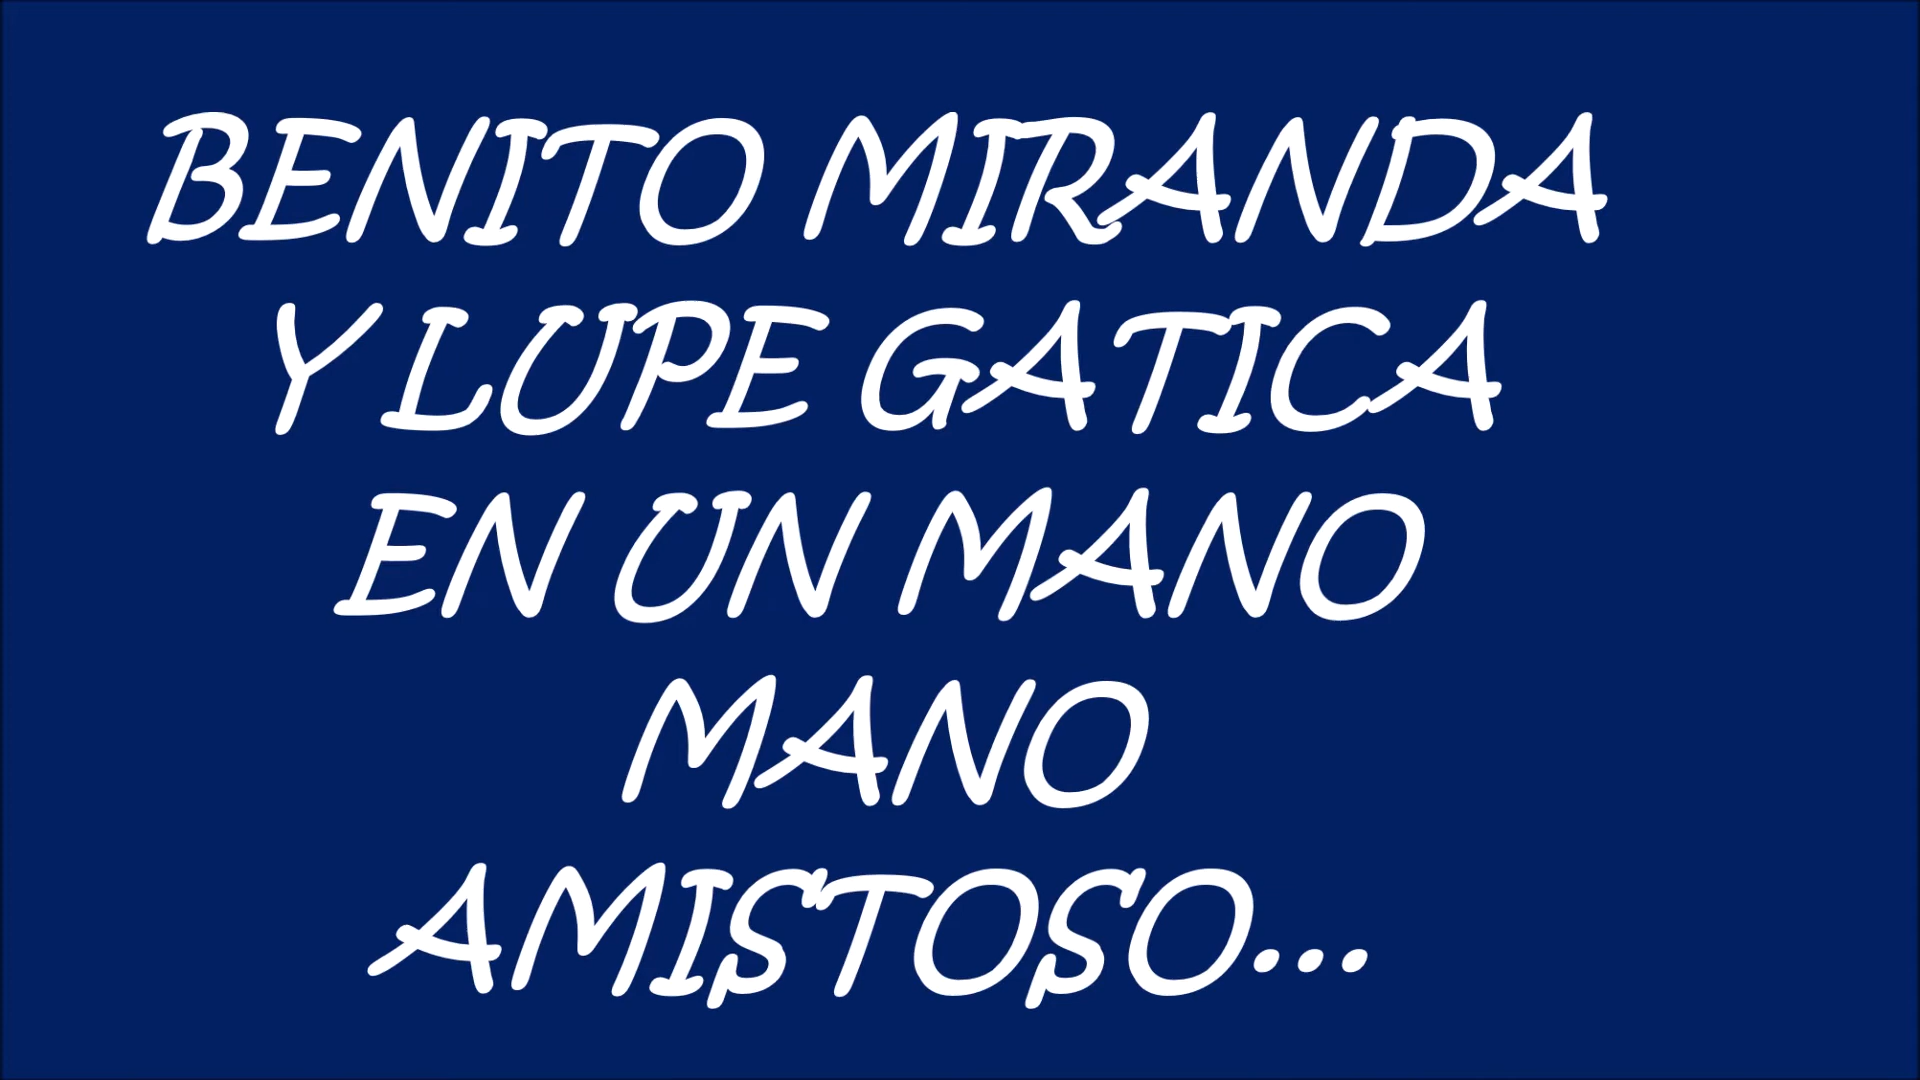 BENITO MIRANDA
Y LUPE GATICA
EN UN MANO
MANO
AMISTOSO...